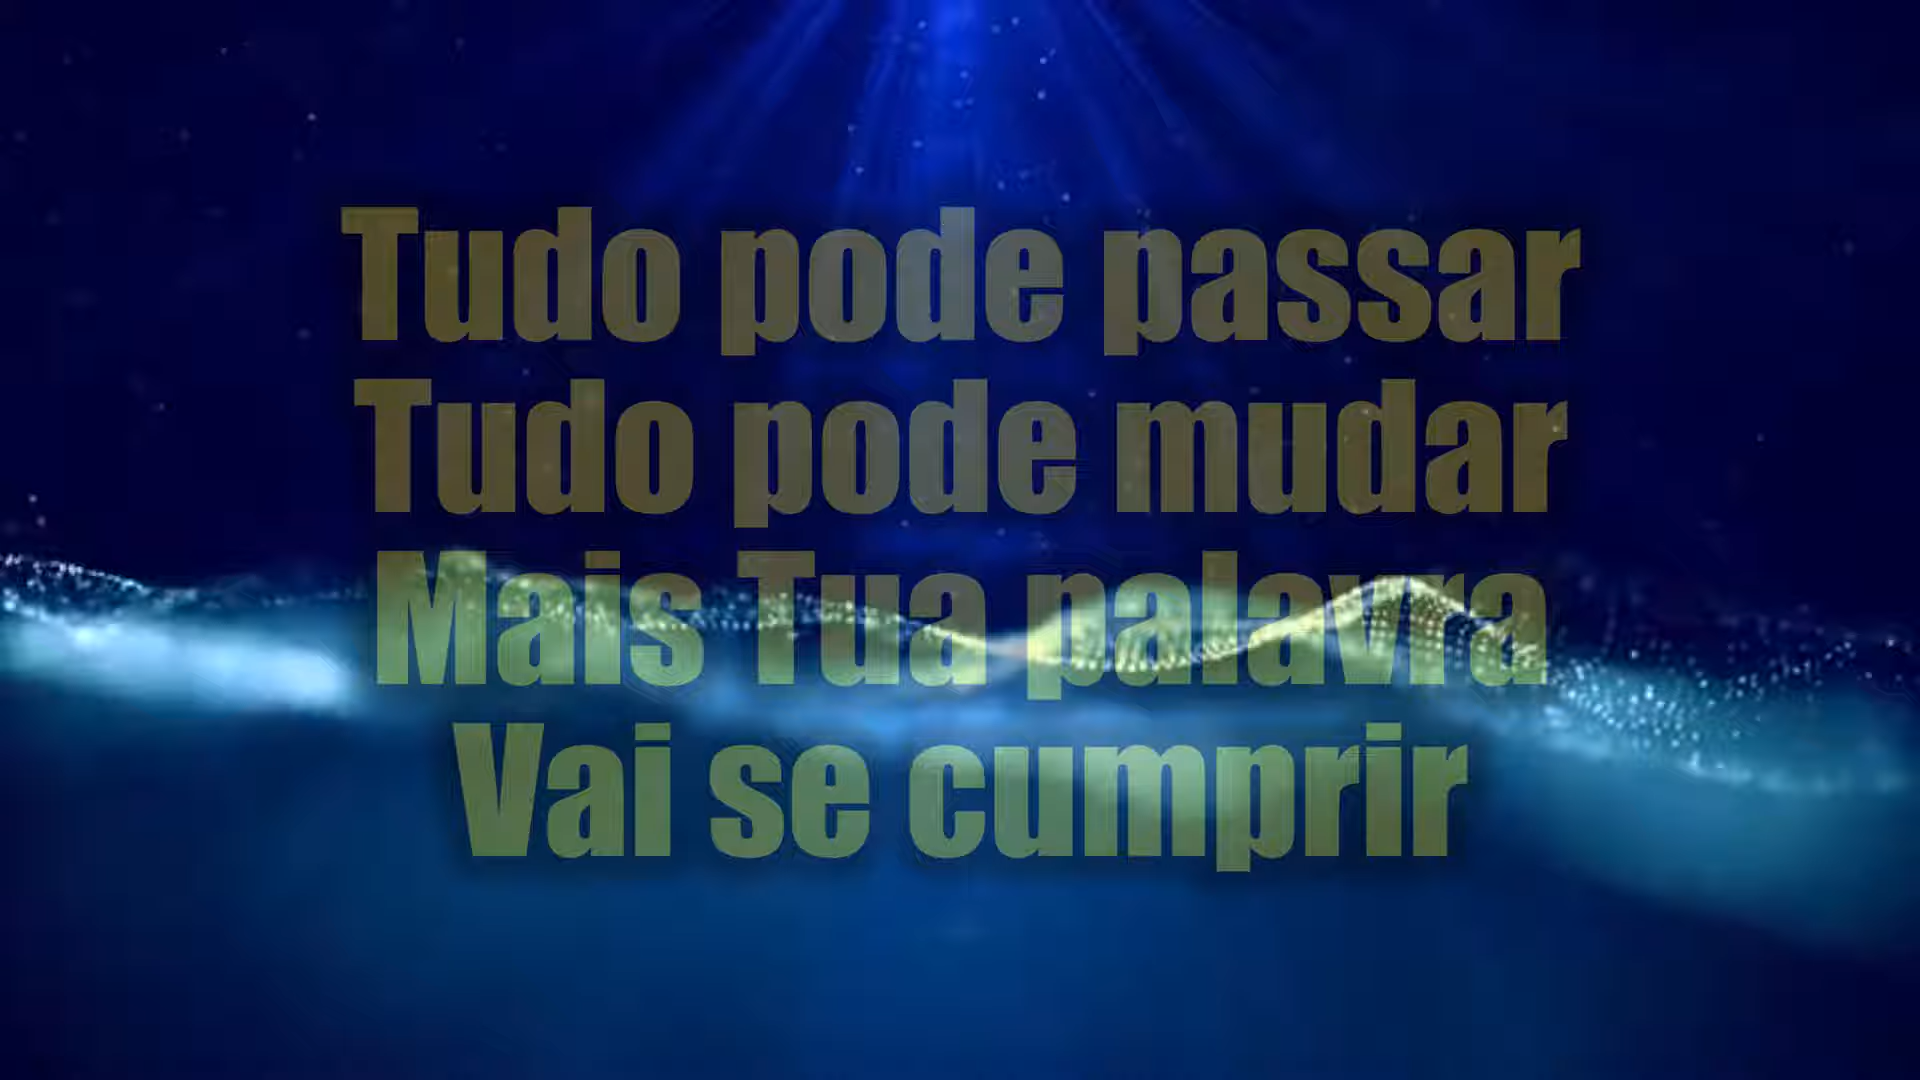 Tudo pode passar
Tudo pode mudar
Mais Tua palavra
Vai se cumprir